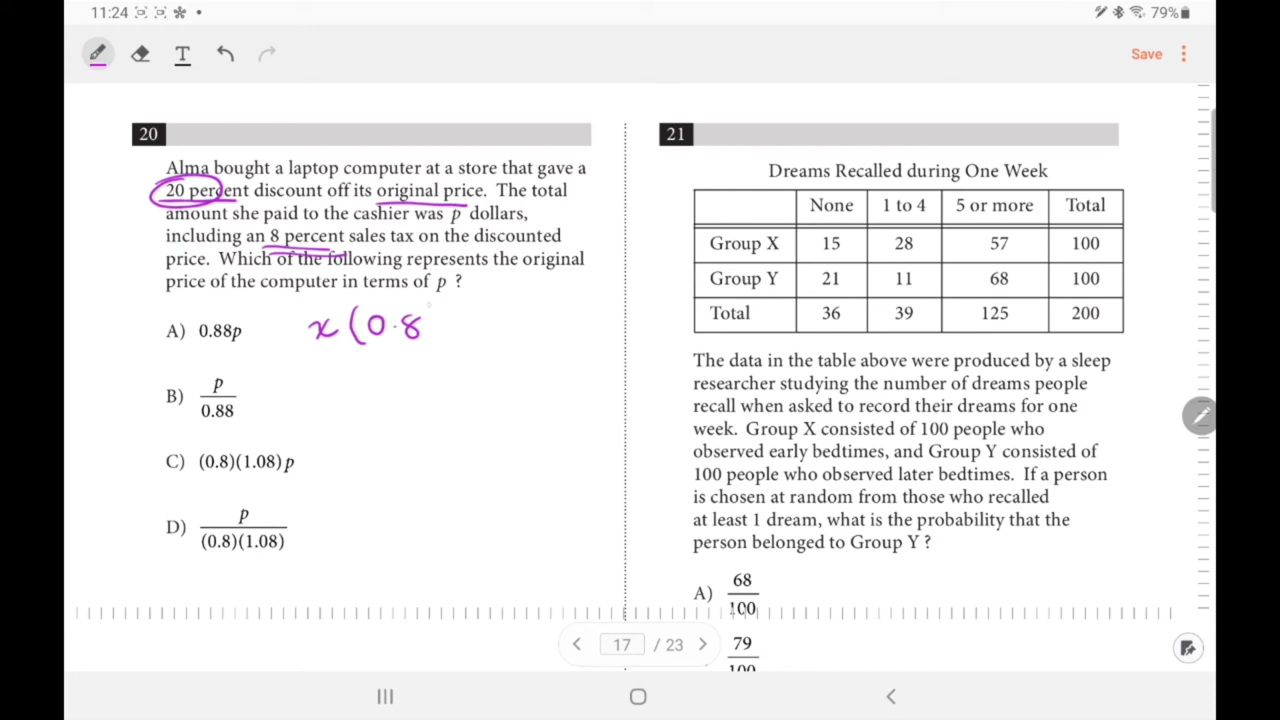 11:24
79%
T
Save
20
Alma bought a laptop computer at a store that gave a
20 percent discount off its original price. The total
amount she paid to the cashier was p dollars,
including an 8 percent sales tax on the discounted
price. Which of the following represents the original
price of the computer in terms of p ?
A) 0.88p
x(0.8
B) p/0.88
C) (0.8)(1.08)p
D) p/(0.8)(1.08)
21
Dreams Recalled during One Week
None 1 to 4 5 or more Total
Group X 15 28 57 100
Group Y 21 11 68 100
Total 36 39 125 200
The data in the table above were produced by a sleep
researcher studying the number of dreams people
recall when asked to record their dreams for one
week. Group X consisted of 100 people who
observed early bedtimes, and Group Y consisted of
100 people who observed later bedtimes. If a person
is chosen at random from those who recalled
at least 1 dream, what is the probability that the
person belonged to Group Y ?
A) 68/100
79/100
17 / 23